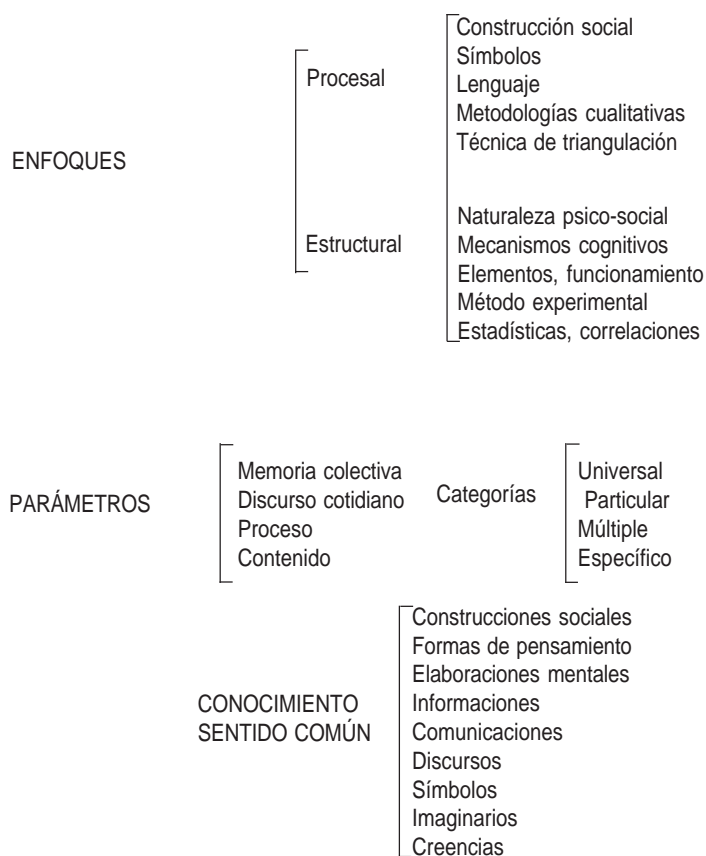 ENFOQUES
Procesal
Construcción social
Símbolos
Lenguaje
Metodologías cualitativas
Técnica de triangulación
Estructural
Naturaleza psico-social
Mecanismos cognitivos
Elementos, funcionamiento
Método experimental
Estadísticas, correlaciones
PARÁMETROS
Memoria colectiva
Discurso cotidiano
Proceso
Contenido
Categorías
Universal
Particular
Múltiple
Específico
CONOCIMIENTO
SENTIDO COMÚN
Construcciones sociales
Formas de pensamiento
Elaboraciones mentales
Informaciones
Comunicaciones
Discursos
Símbolos
Imaginarios
Creencias